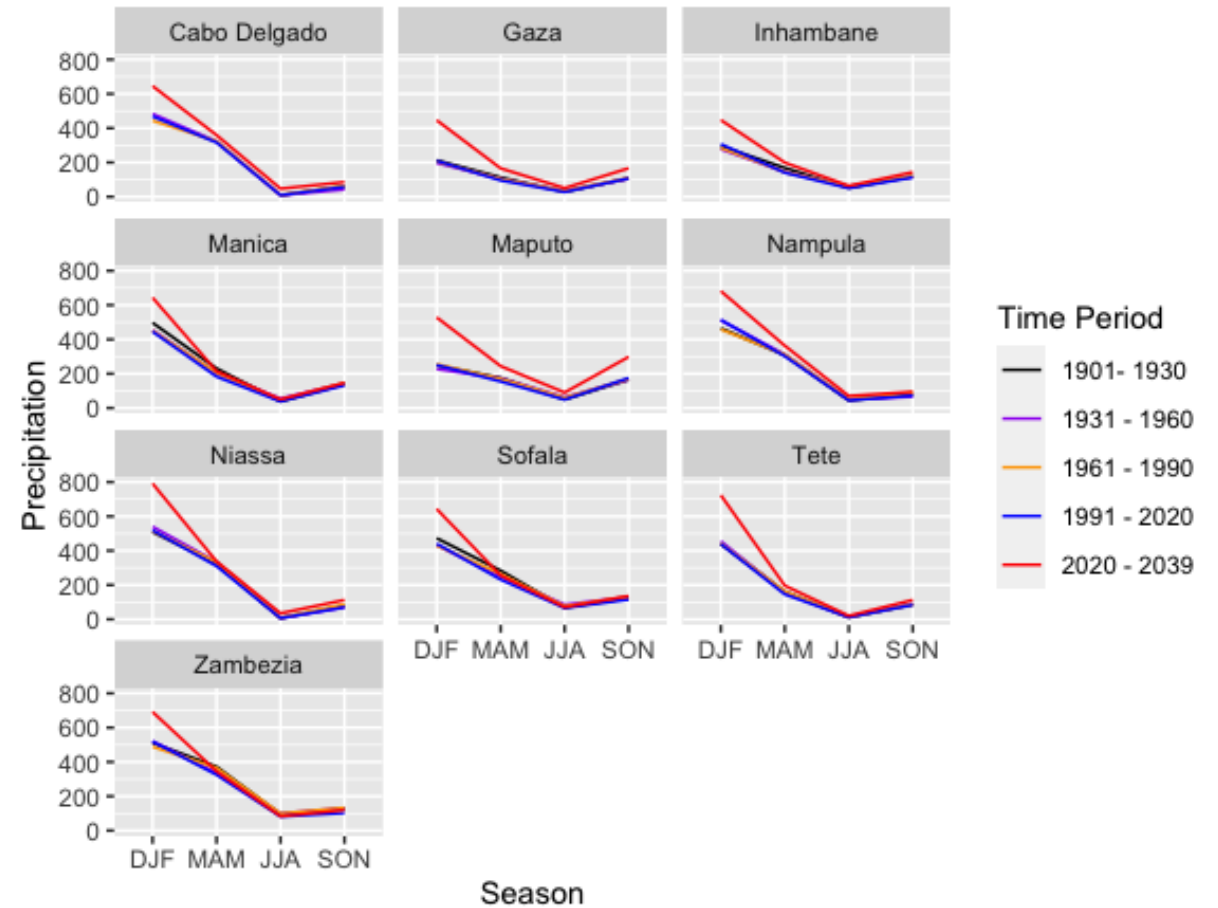 Cabo Delgado Gaza Inhambane
800
600
400
200
0
Manica Maputo Nampula
800
600
400
200
0
Niassa Sofala Tete
800
600
400
200
0
DJF MAM JJA SON DJF MAM JJA SON
Zambezia
800
600
400
200
0
DJF MAM JJA SON
Season
Precipitation
Time Period
1901- 1930
1931 - 1960
1961 - 1990
1991 - 2020
2020 - 2039